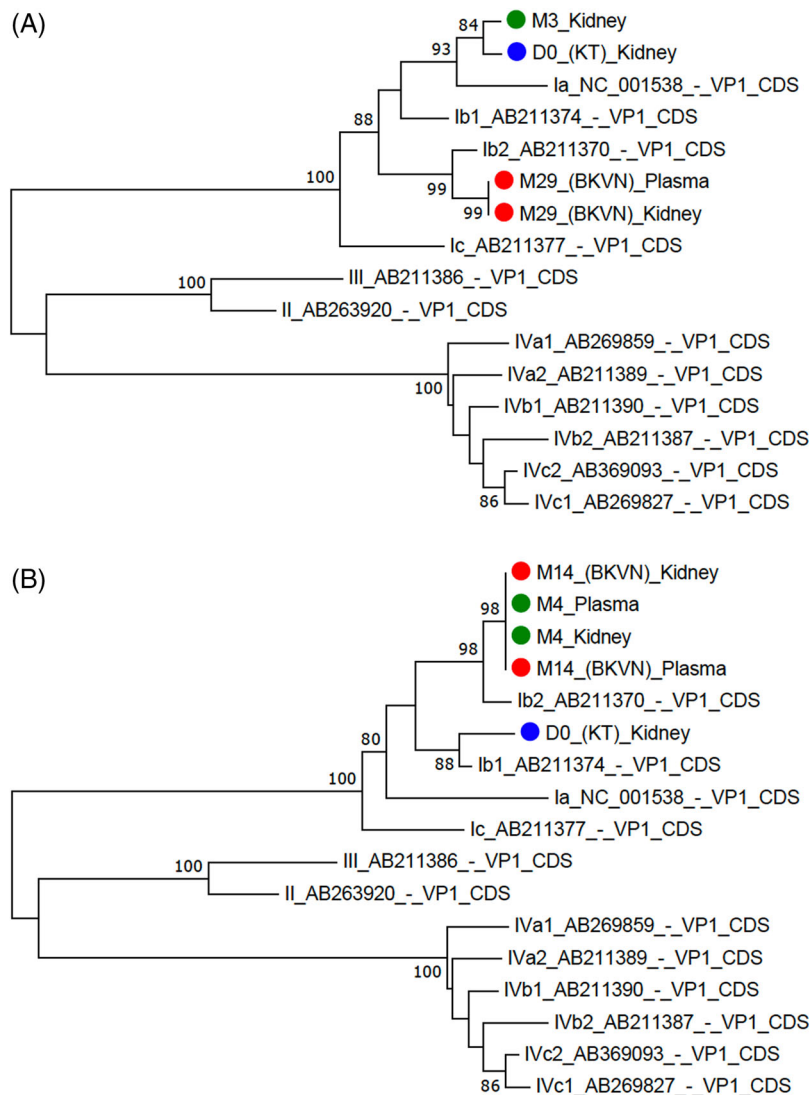 (A)
84
M3_Kidney
93
D0_(KT)_Kidney
Ia_NC_001538_-_VP1_CDS
88
Ib1_AB211374_-_VP1_CDS
Ib2_AB211370_-_VP1_CDS
100
99
M29_(BKVN)_Plasma
99
M29_(BKVN)_Kidney
Ic_AB211377_-_VP1_CDS
100
III_AB211386_-_VP1_CDS
II_AB263920_-_VP1_CDS
IVa1_AB269859_-_VP1_CDS
100
IVa2_AB211389_-_VP1_CDS
IVb1_AB211390_-_VP1_CDS
IVb2_AB211387_-_VP1_CDS
IVc2_AB369093_-_VP1_CDS
86
IVc1_AB269827_-_VP1_CDS
(B)
M14_(BKVN)_Kidney
98
M4_Plasma
98
M4_Kidney
M14_(BKVN)_Plasma
Ib2_AB211370_-_VP1_CDS
80
D0_(KT)_Kidney
88
Ib1_AB211374_-_VP1_CDS
100
Ia_NC_001538_-_VP1_CDS
Ic_AB211377_-_VP1_CDS
100
III_AB211386_-_VP1_CDS
II_AB263920_-_VP1_CDS
IVa1_AB269859_-_VP1_CDS
100
IVa2_AB211389_-_VP1_CDS
IVb1_AB211390_-_VP1_CDS
IVb2_AB211387_-_VP1_CDS
IVc2_AB369093_-_VP1_CDS
86
IVc1_AB269827_-_VP1_CDS